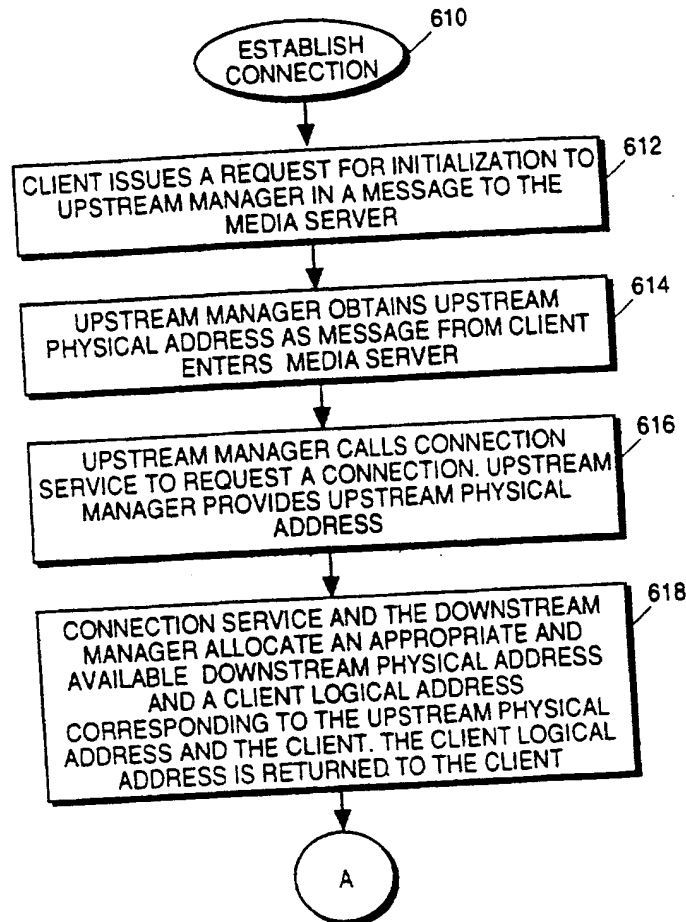 610
ESTABLISH
CONNECTION
612
CLIENT ISSUES A REQUEST FOR INITIALIZATION TO
UPSTREAM MANAGER IN A MESSAGE TO THE
MEDIA SERVER
614
UPSTREAM MANAGER OBTAINS UPSTREAM
PHYSICAL ADDRESS AS MESSAGE FROM CLIENT
ENTERS MEDIA SERVER
616
UPSTREAM MANAGER CALLS CONNECTION
SERVICE TO REQUEST A CONNECTION. UPSTREAM
MANAGER PROVIDES UPSTREAM PHYSICAL
ADDRESS
618
CONNECTION SERVICE AND THE DOWNSTREAM
MANAGER ALLOCATE AN APPROPRIATE AND
AVAILABLE DOWNSTREAM PHYSICAL ADDRESS
AND A CLIENT LOGICAL ADDRESS
CORRESPONDING TO THE UPSTREAM PHYSICAL
ADDRESS AND THE CLIENT. THE CLIENT LOGICAL
ADDRESS IS RETURNED TO THE CLIENT
A